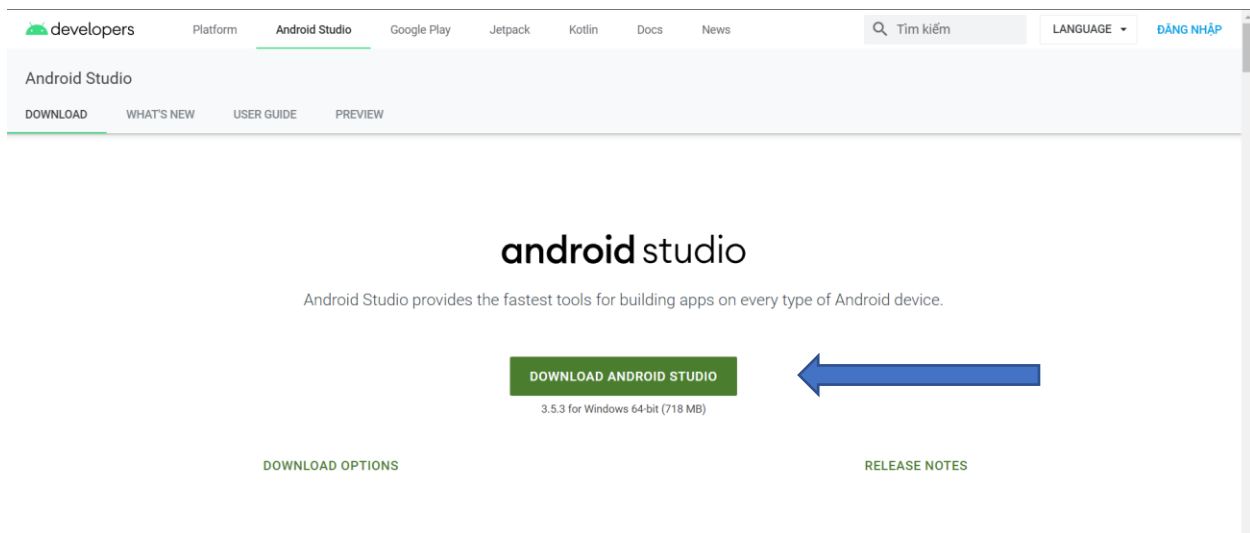 developers Platform Android Studio Google Play Jetpack Kotlin Docs News Tìm kiếm LANGUAGE ĐĂNG NHẬP
Android Studio
DOWNLOAD WHAT'S NEW USER GUIDE PREVIEW
android studio
Android Studio provides the fastest tools for building apps on every type of Android device.
DOWNLOAD ANDROID STUDIO
3.5.3 for Windows 64-bit (718 MB)
DOWNLOAD OPTIONS RELEASE NOTES